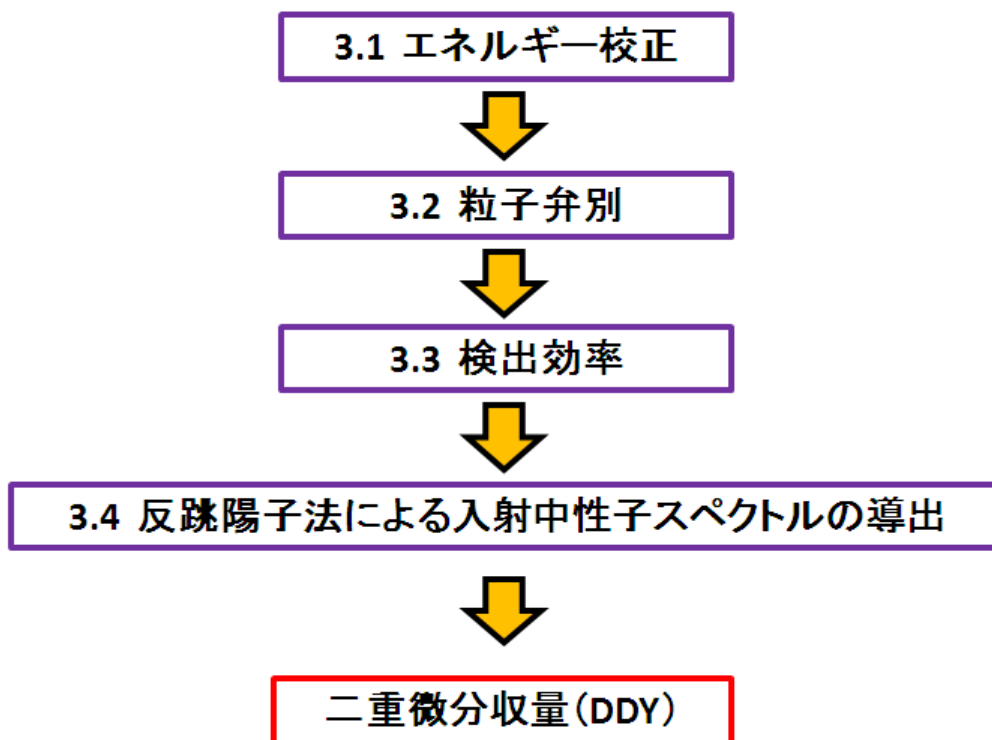 3.1 エネルギー校正
3.2 粒子弁別
3.3 検出効率
3.4 反跳陽子法による入射中性子スペクトルの導出
二重微分収量(DDY)